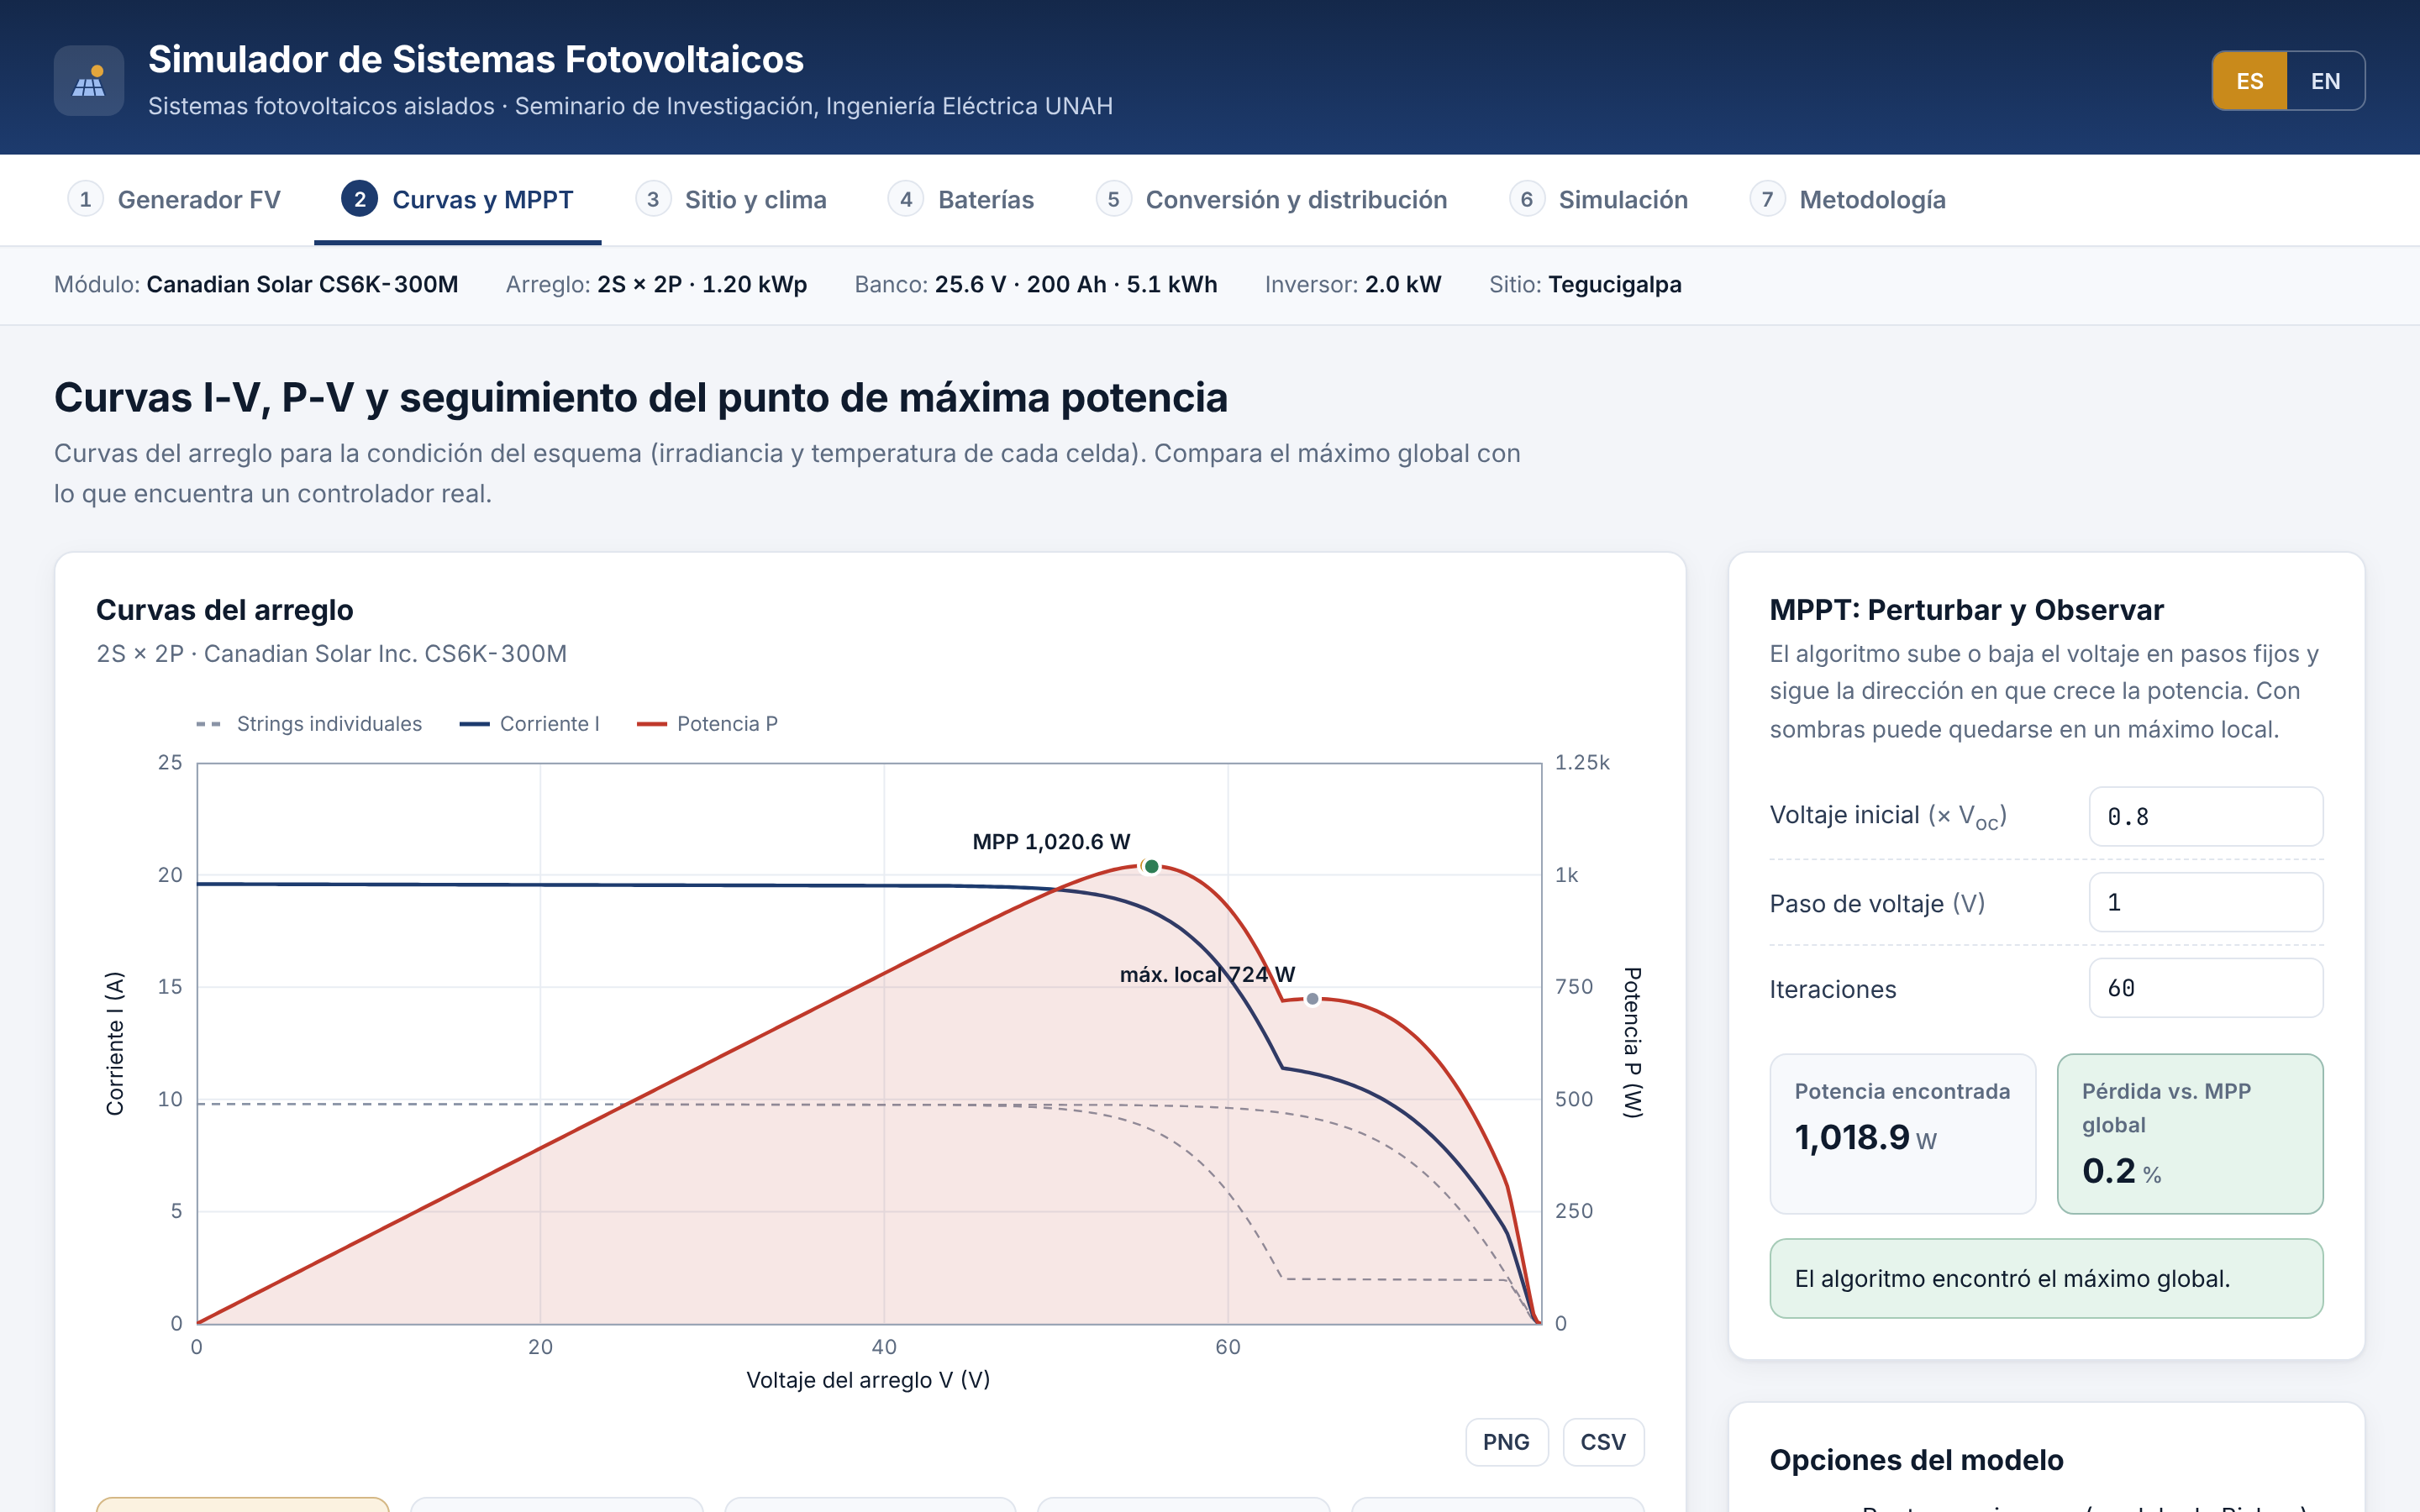 Simulador de Sistemas Fotovoltaicos
Sistemas fotovoltaicos aislados · Seminario de Investigación, Ingeniería Eléctrica UNAH
ES
EN
1 Generador FV
2 Curvas y MPPT
3 Sitio y clima
4 Baterías
5 Conversión y distribución
6 Simulación
7 Metodología
Módulo: Canadian Solar CS6K-300M
Arreglo: 2S × 2P · 1.20 kWp
Banco: 25.6 V · 200 Ah · 5.1 kWh
Inversor: 2.0 kW
Sitio: Tegucigalpa
Curvas I-V, P-V y seguimiento del punto de máxima potencia
Curvas del arreglo para la condición del esquema (irradiancia y temperatura de cada celda). Compara el máximo global con
lo que encuentra un controlador real.
Curvas del arreglo
2S × 2P · Canadian Solar Inc. CS6K-300M
Strings individuales
Corriente I
Potencia P
25
20
15
10
5
0
Corriente I (A)
1.25k
1k
750
500
250
0
Potencia P (W)
MPP 1,020.6 W
máx. local 724 W
0
20
40
60
Voltaje del arreglo V (V)
PNG
CSV
MPPT: Perturbar y Observar
El algoritmo sube o baja el voltaje en pasos fijos y
sigue la dirección en que crece la potencia. Con
sombras puede quedarse en un máximo local.
Voltaje inicial (× Voc)
0.8
Paso de voltaje (V)
1
Iteraciones
60
Potencia encontrada
1,018.9 W
Pérdida vs. MPP
global
0.2 %
El algoritmo encontró el máximo global.
Opciones del modelo